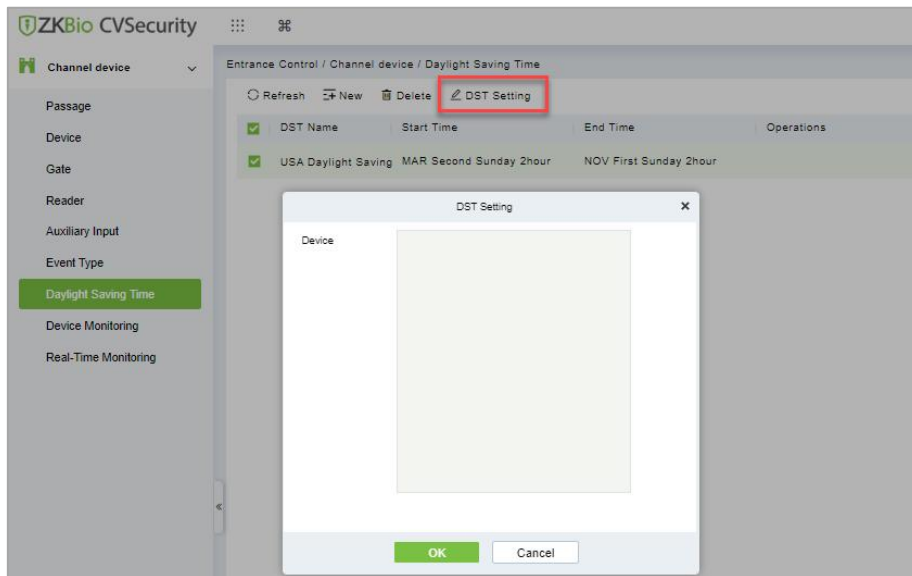 ZKBio CVSecurity
Channel device
Entrance Control / Channel device / Daylight Saving Time
Refresh New Delete DST Setting
Passage
Device
Gate
Reader
Auxiliary Input
Event Type
Daylight Saving Time
Device Monitoring
Real-Time Monitoring
DST Name Start Time End Time Operations
USA Daylight Saving MAR Second Sunday 2hour NOV First Sunday 2hour
DST Setting
Device
OK Cancel